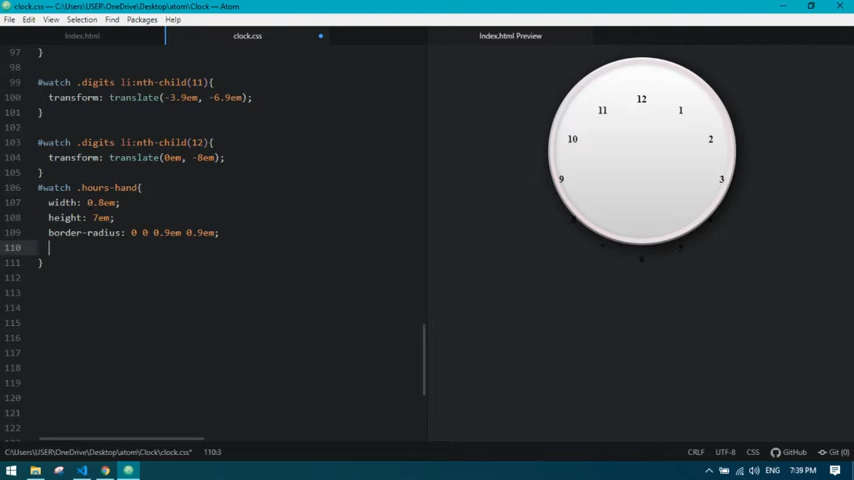 clock.css — C:\Users\USER\OneDrive\Desktop\atom\Clock — Atom
File Edit View Selection Find Packages Help
Index.html clock.css Index.html Preview
97 }
98
99 #watch .digits li:nth-child(11){
100 transform: translate(-3.9em, -6.9em);
101 }
102
103 #watch .digits li:nth-child(12){
104 transform: translate(0em, -8em);
105 }
106 #watch .hours-hand{
107 width: 0.8em;
108 height: 7em;
109 border-radius: 0 0 0.9em 0.9em;
110
111 }
112
113
114
115
116
117
118
119
120
121
122
12
11 1
10 2
9 3
8 4
7 5
6
C:\Users\USER\OneDrive\Desktop\atom\Clock\clock.css* 110:3 CRLF UTF-8 CSS GitHub Git (0)
ENG 7:39 PM